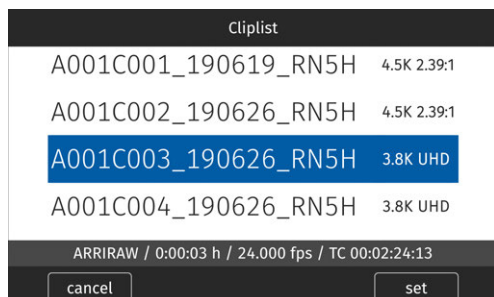 Cliplist
A001C001_190619_RN5H 4.5K 2.39:1
A001C002_190626_RN5H 4.5K 2.39:1
A001C003_190626_RN5H 3.8K UHD
A001C004_190626_RN5H 3.8K UHD
ARRIRAW / 0:00:03 h / 24.000 fps / TC 00:02:24:13
cancel set